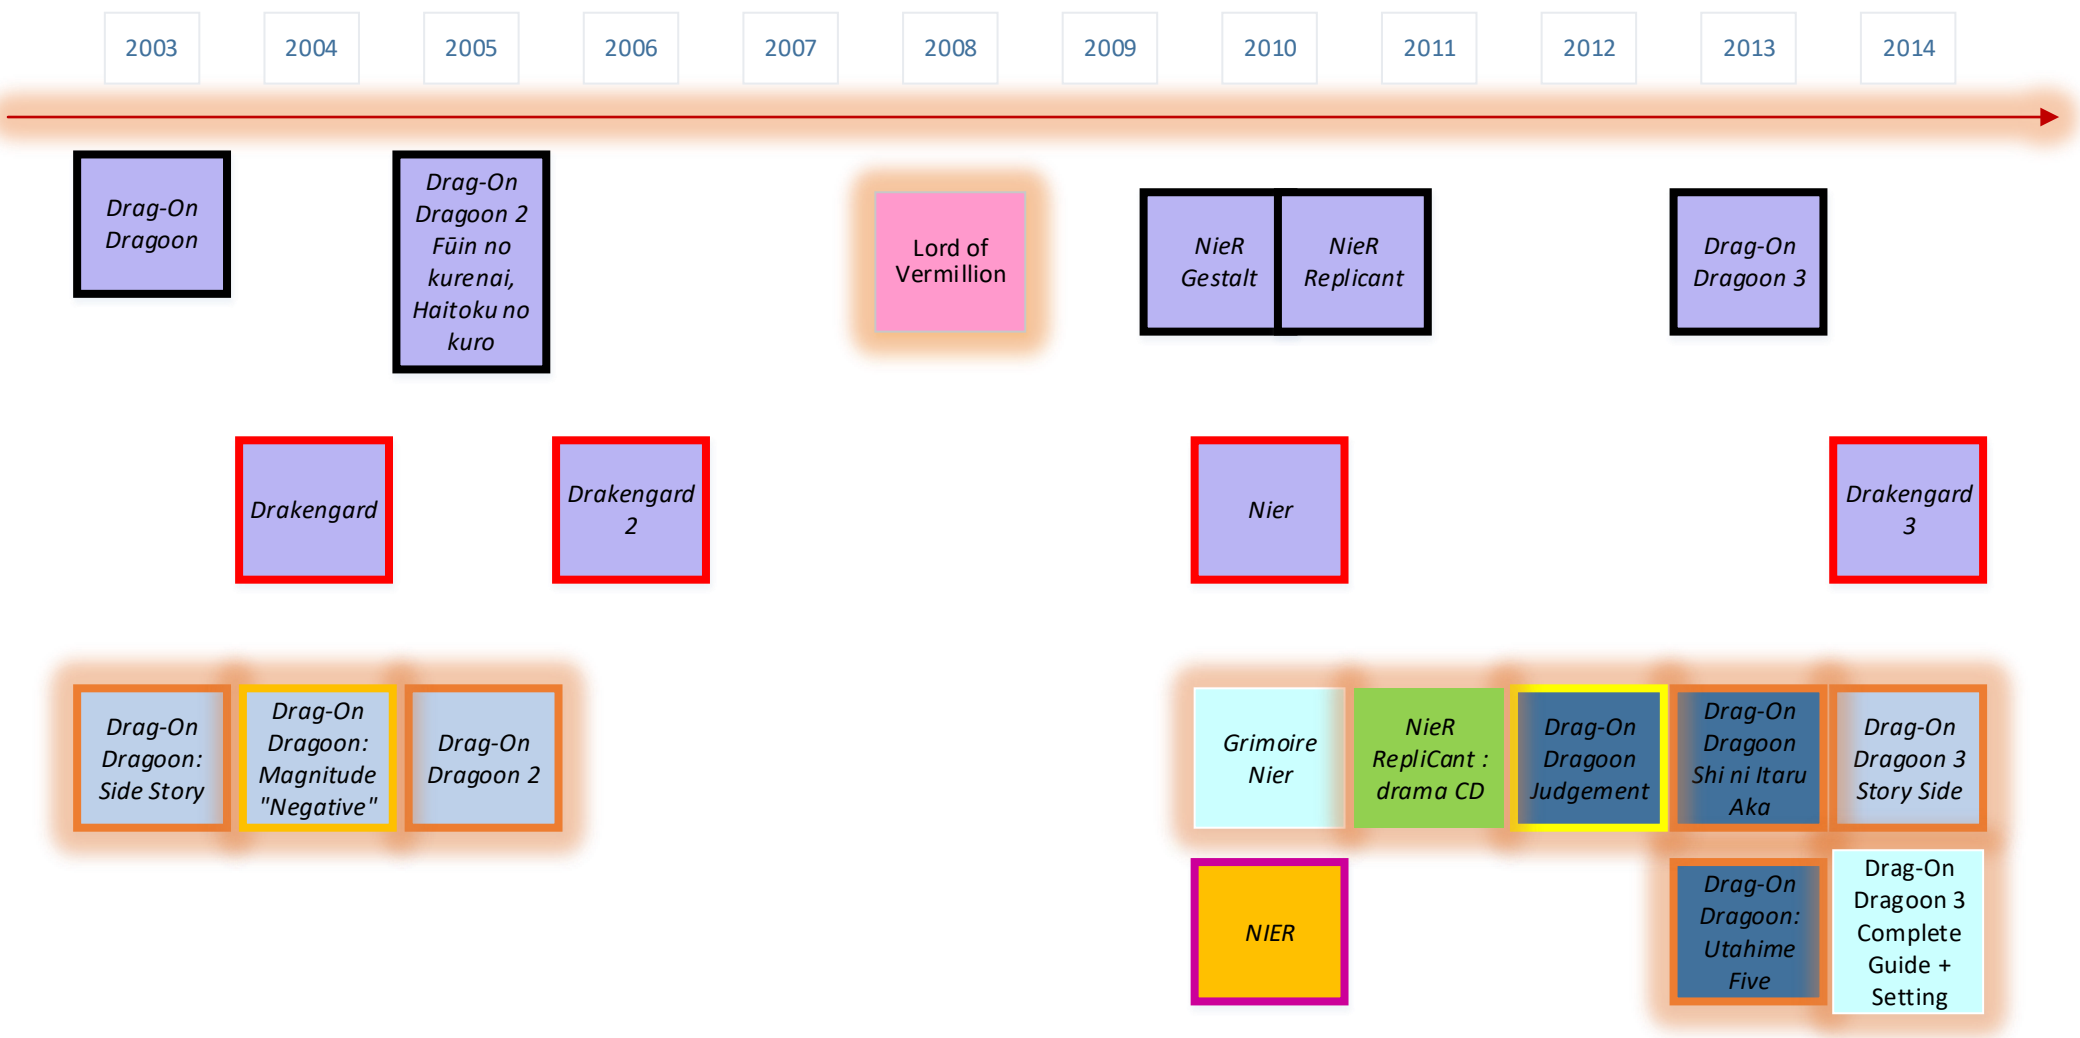 2003
2004
2005
2006
2007
2008
2009
2010
2011
2012
2013
2014
Drag-On
Dragoon
Drag-On
Dragoon 2
Fūin no
kurenai,
Haitoku no
kuro
Lord of
Vermillion
NieR
Gestalt
NieR
Replicant
Drag-On
Dragoon 3
Drakengard
Drakengard
2
Nier
Drakengard
3
Drag-On
Dragoon:
Side Story
Drag-On
Dragoon:
Magnitude
"Negative"
Drag-On
Dragoon 2
Grimoire
Nier
NieR
RepliCant :
drama CD
Drag-On
Dragoon
Judgement
Drag-On
Dragoon
Shi ni Itaru
Aka
Drag-On
Dragoon 3
Story Side
NIER
Drag-On
Dragoon:
Utahime
Five
Drag-On
Dragoon 3
Complete
Guide +
Setting